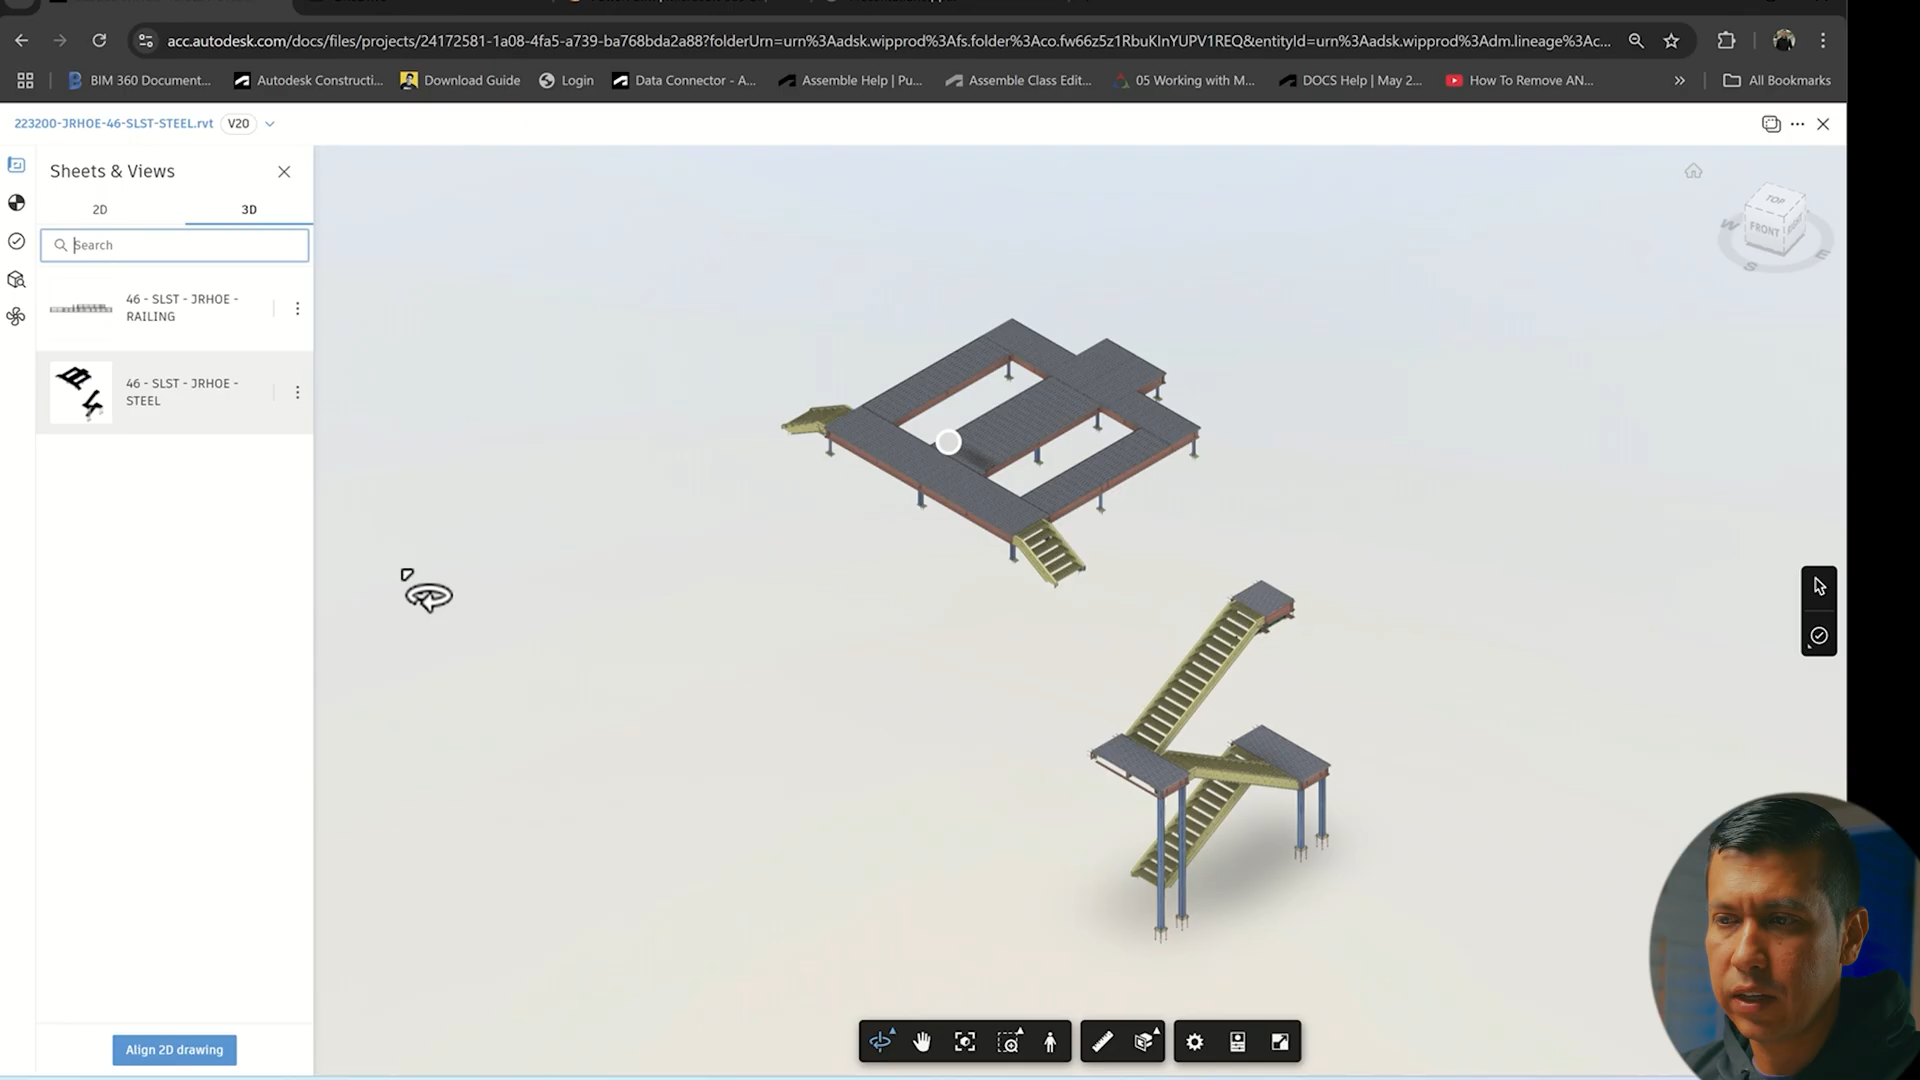 acc.autodesk.com/docs/files/projects/24172581-1a08-4fa5-a739-ba768bda2a88?folderUrn=urn%3Aadsk.wipprod%3Afs.folder%3Aco.fw66z5z1RbuKInYUPV1REQ&entityId=urn%3Aadsk.wipprod%3Adm.lineage%3Ac...
BIM 360 Document... Autodesk Constructi... Download Guide Login Data Connector - A... Assemble Help | Pu... Assemble Class Edit... 05 Working with M... DOCS Help | May 2... How To Remove AN... » All Bookmarks
223200-JRHOE-46-SLST-STEEL.rvt V20
Sheets & Views
2D 3D
Search
46 - SLST - JRHOE -
RAILING
46 - SLST - JRHOE -
STEEL
Align 2D drawing
TOP
FRONT
RIGHT
W
S
E